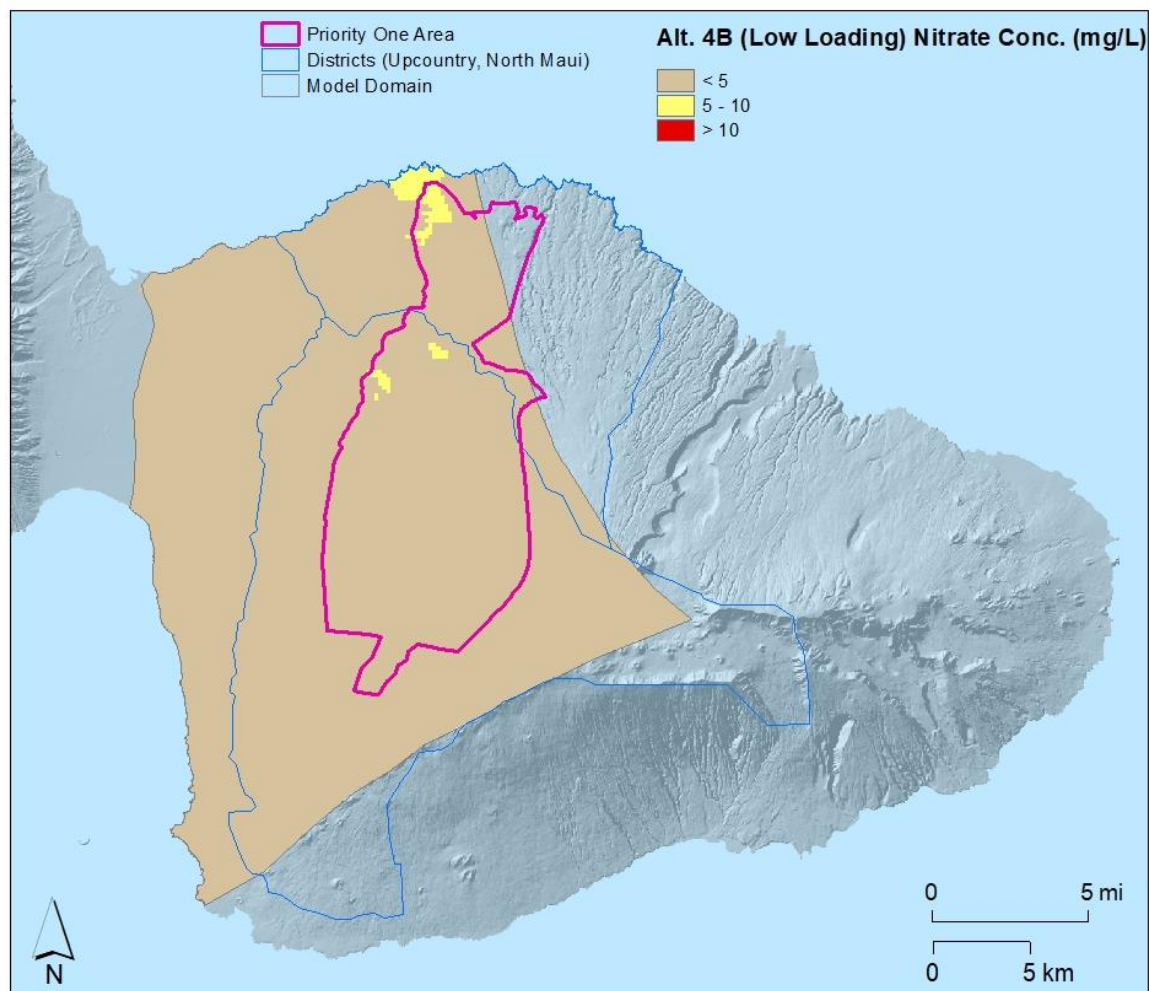 Priority One Area
Districts (Upcountry, North Maui)
Model Domain
Alt. 4B (Low Loading) Nitrate Conc. (mg/L)
< 5
5 - 10
> 10
N
0 5 mi
0 5 km